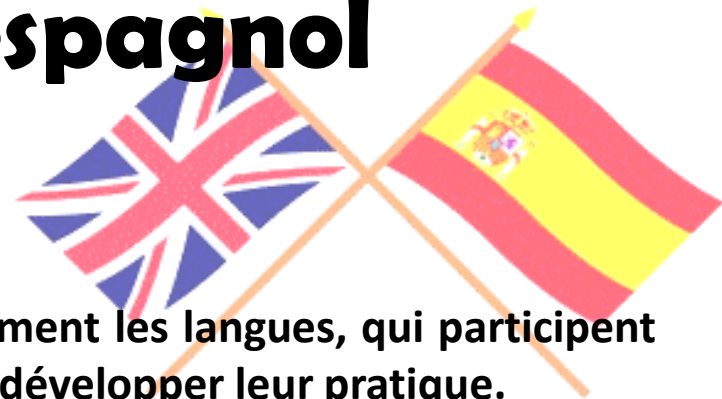 spagnol
ment les langues, qui participent
développer leur pratique.